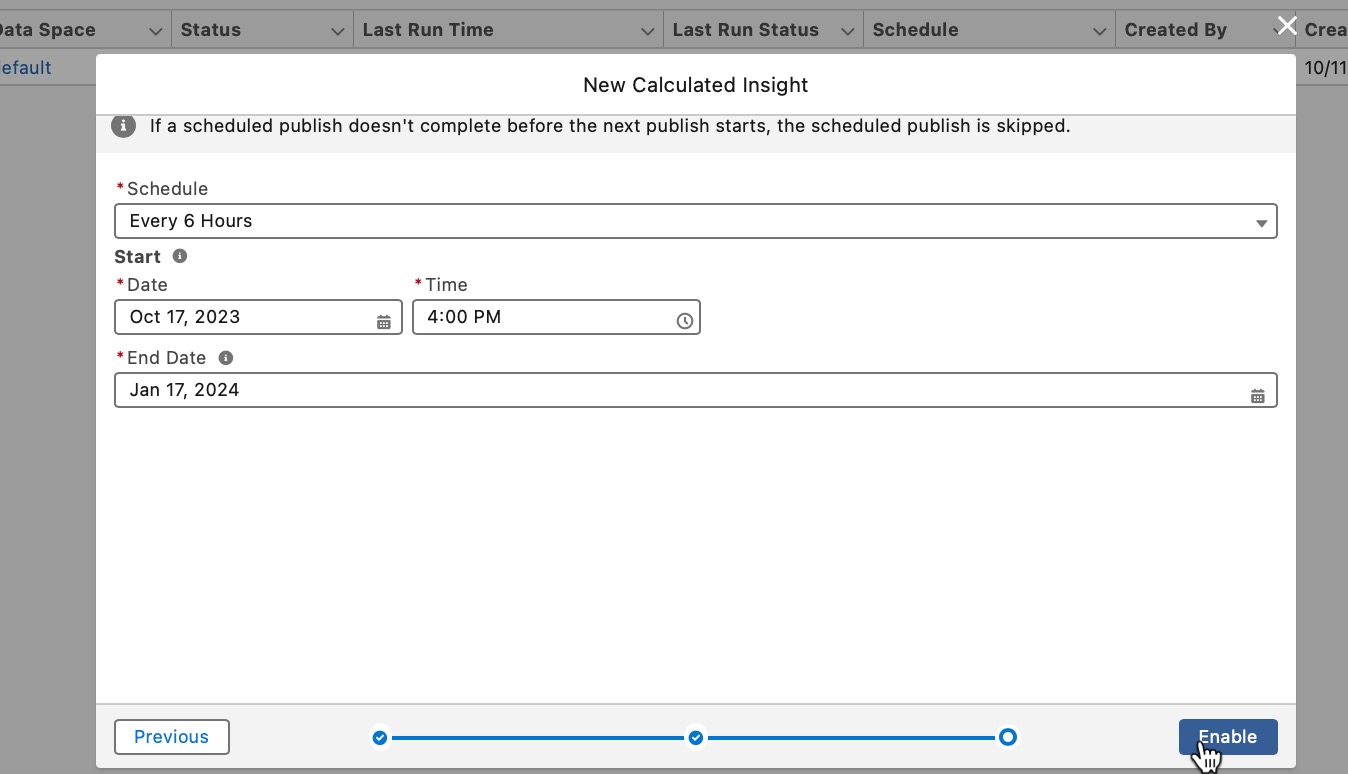 Data Space Status Last Run Time Last Run Status Schedule Created By
10/11
New Calculated Insight
If a scheduled publish doesn't complete before the next publish starts, the scheduled publish is skipped.
*Schedule
Every 6 Hours
Start
*Date *Time
Oct 17, 2023 4:00 PM
*End Date
Jan 17, 2024
Previous Enable